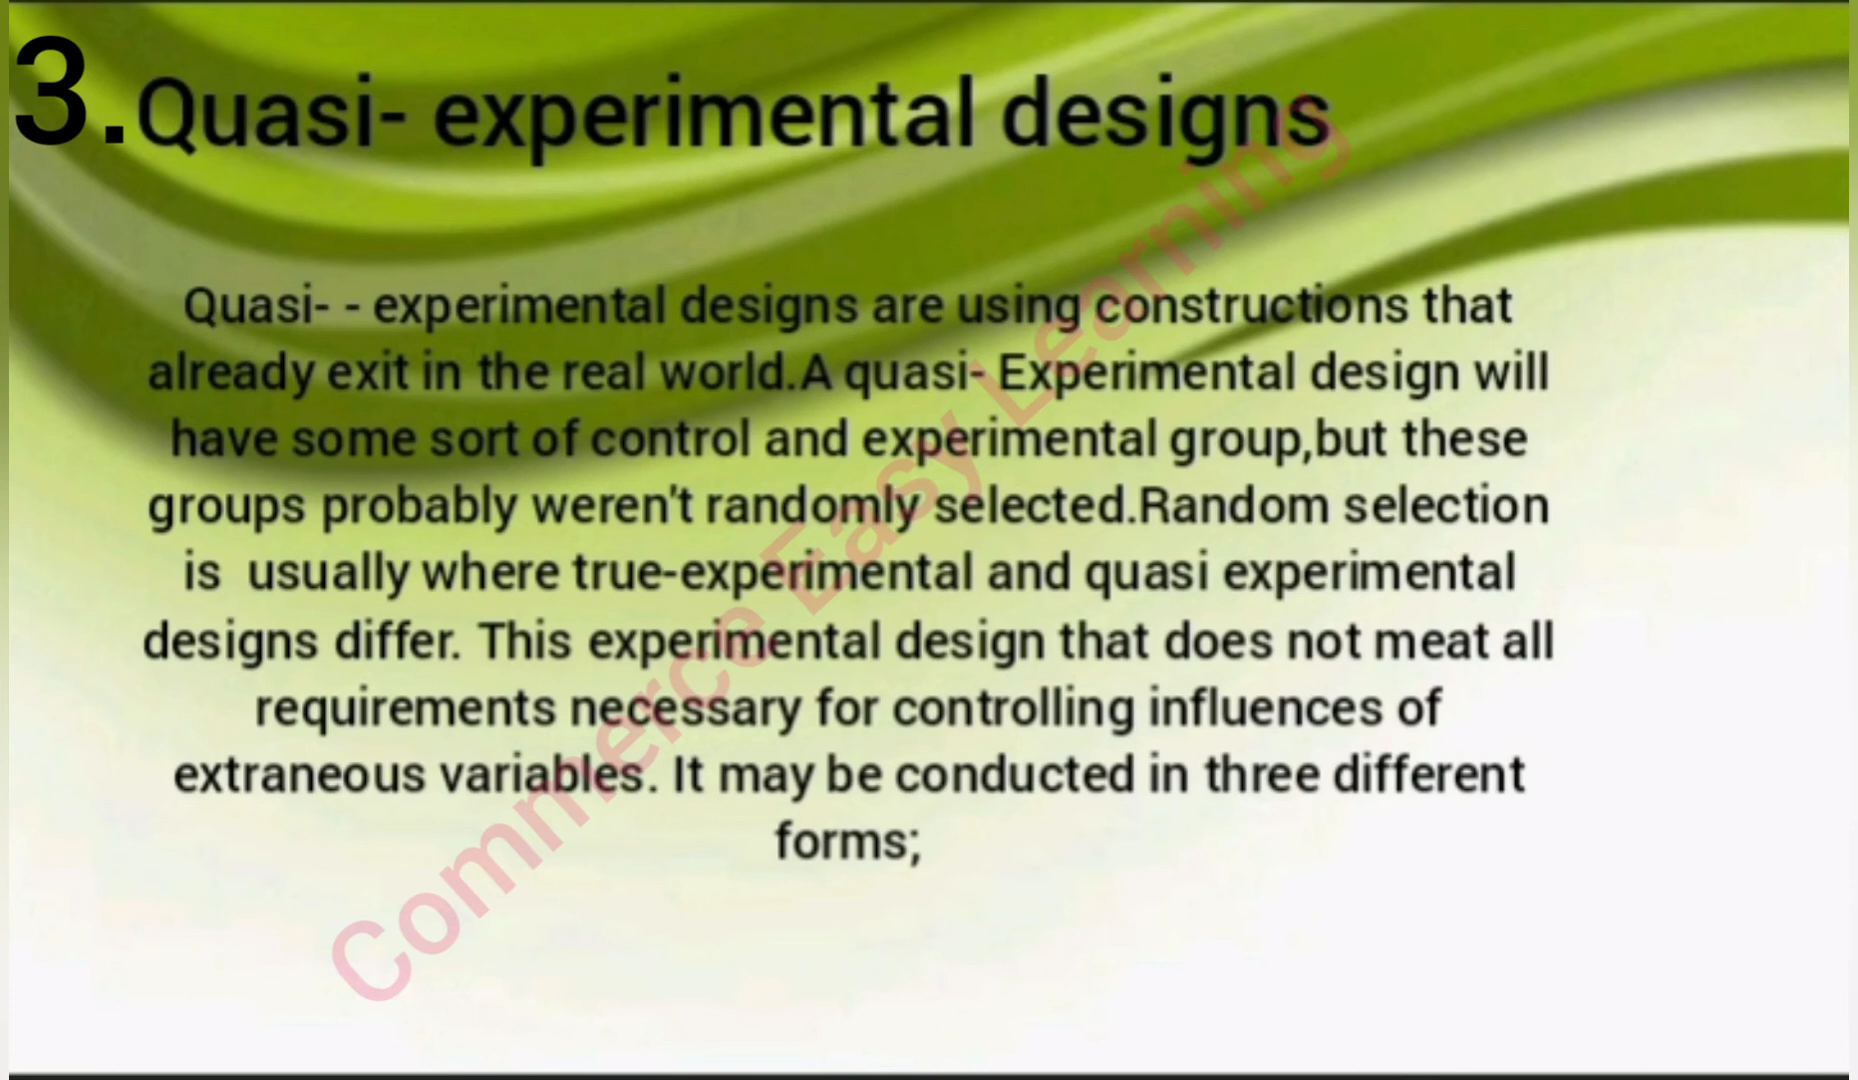 3.Quasi- experimental designs
Quasi- - experimental designs are using constructions that
already exit in the real world.A quasi- Experimental design will
have some sort of control and experimental group,but these
groups probably weren't randomly selected.Random selection
is  usually where true-experimental and quasi experimental
designs differ. This experimental design that does not meat all
requirements necessary for controlling influences of
extraneous variables. It may be conducted in three different
forms;
Commerce Easy Learning